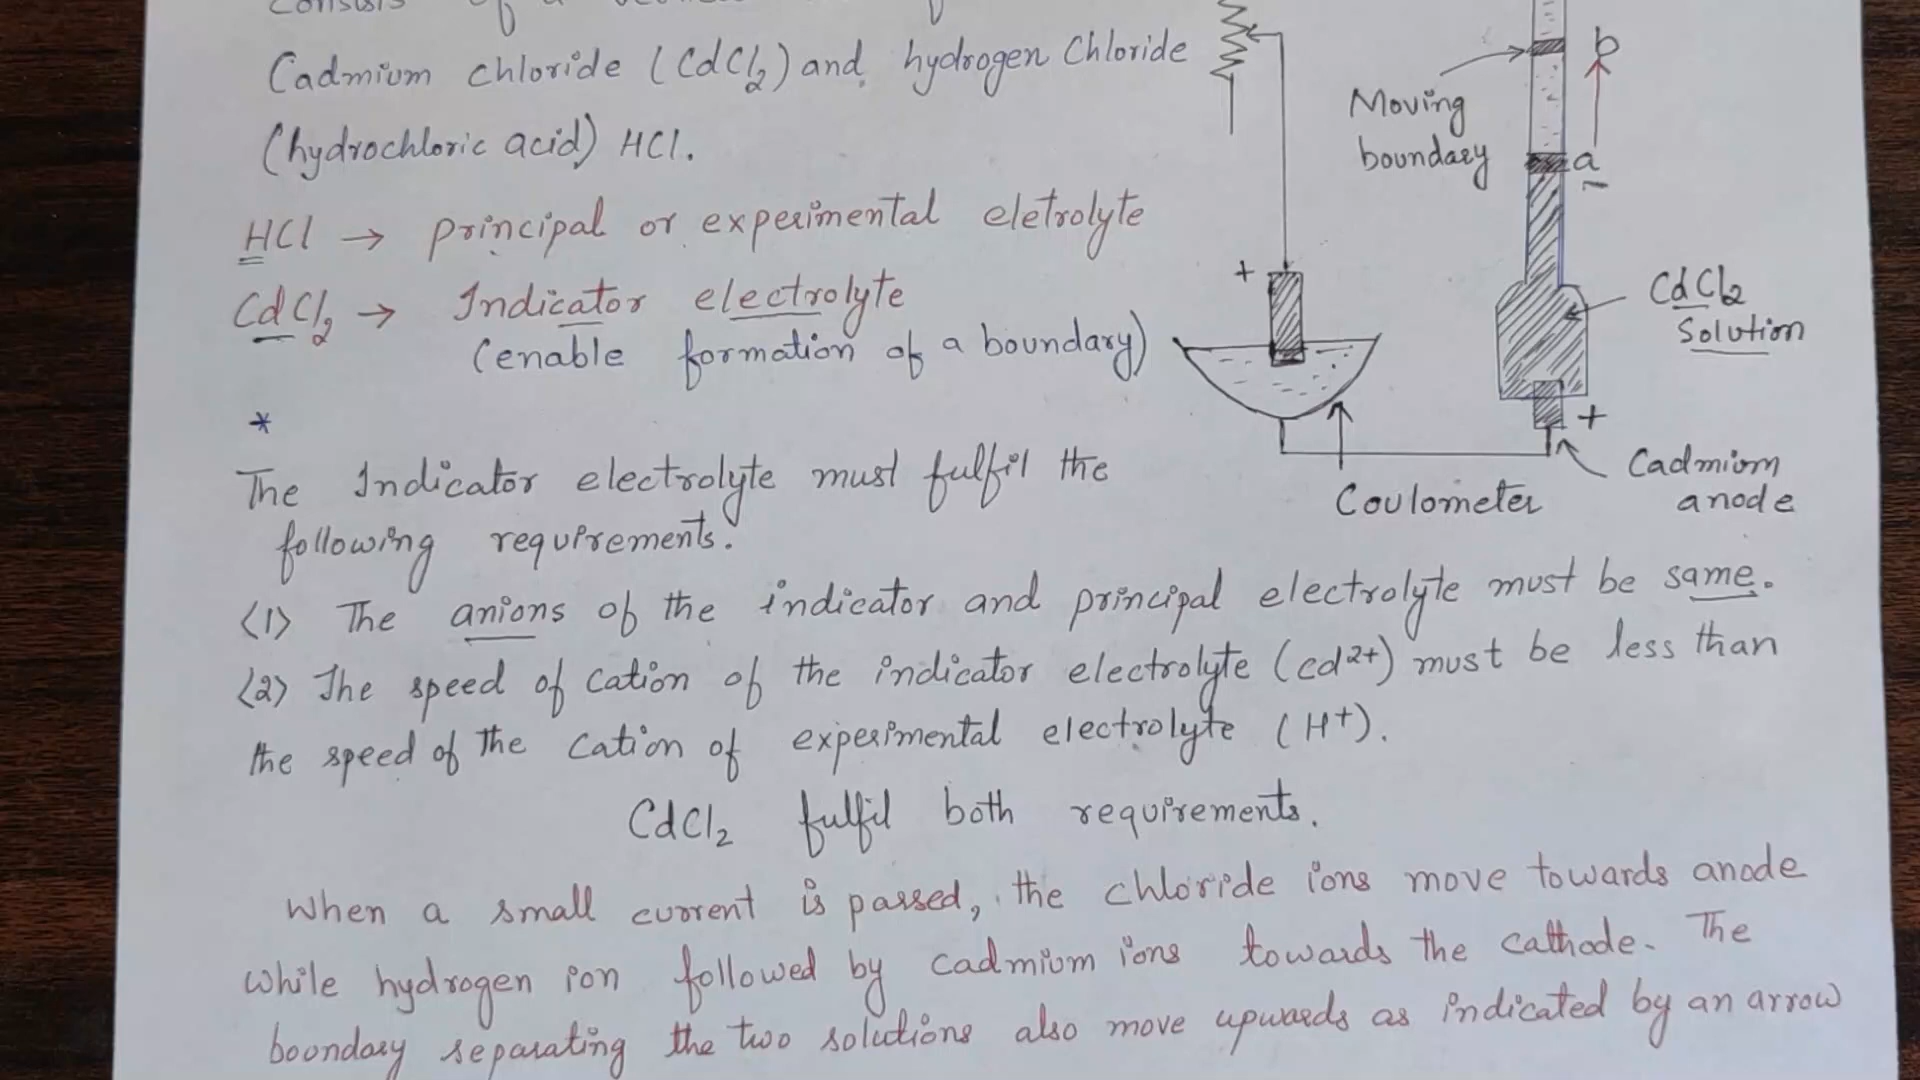 Cadmium chloride (CdCl2) and hydrogen Chloride
(hydrochloric acid) HCl.
HCl → principal or experimental eletrolyte
CdCl2 → Indicator electrolyte
(enable formation of a boundary)
*
The Indicator electrolyte must fulfil the
following requirements.
<1> The anions of the indicator and principal electrolyte must be same.
<2> The speed of cation of the indicator electrolyte (cd2+) must be less than
the speed of the cation of experimental electrolyte (H+).
CdCl2 fulfil both requirements.
When a small current is passed, the chloride ions move towards anode
while hydrogen ion followed by cadmium ions towards the cathode. The
boundary separating the two solutions also move upwards as indicated by an arrow
b
Moving
boundary
a
+
CdCl2
Solution
+
Cadmium
anode
Coulometer